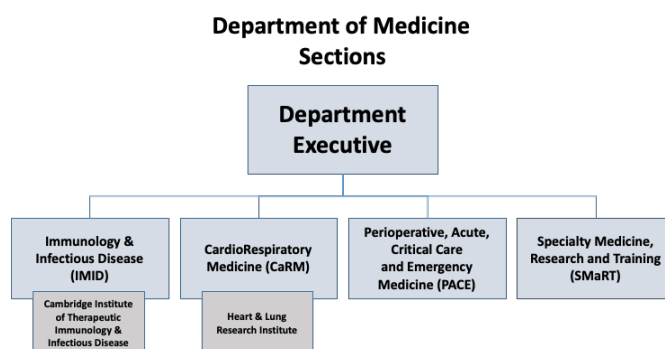 Department of Medicine
Sections
Department
Executive
Immunology &
Infectious Disease
(IMID)
CardioRespiratory
Medicine (CaRM)
Perioperative, Acute,
Critical Care
and Emergency
Medicine (PACE)
Specialty Medicine,
Research and Training
(SMaRT)
Cambridge Institute
of Therapeutic
Immunology &
Infectious Disease
Heart & Lung
Research Institute